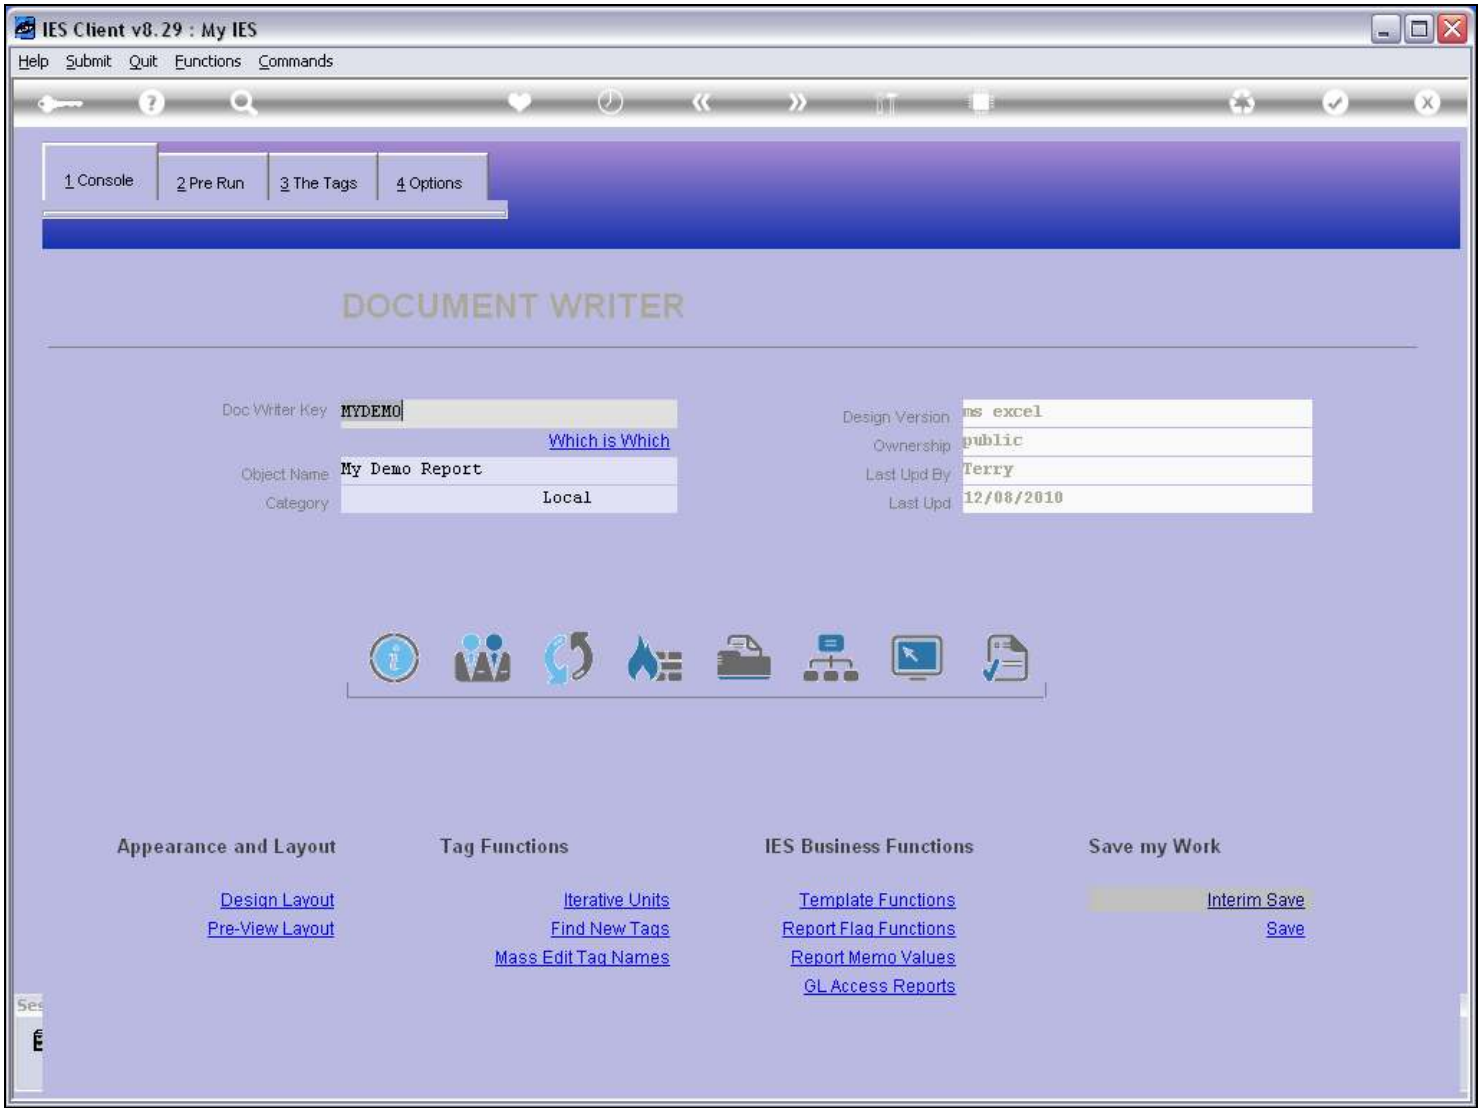 IES Client v8.29 : My IES
Help Submit Quit Functions Commands
1 Console 2 Pre Run 3 The Tags 4 Options
DOCUMENT WRITER
Doc Writer Key MYDEMO
Which is Which
Object Name My Demo Report
Category Local
Design Version ms excel
Ownership public
Last Upd By Terry
Last Upd 12/08/2010
Appearance and Layout
Design Layout
Pre-View Layout
Tag Functions
Iterative Units
Find New Tags
Mass Edit Tag Names
IES Business Functions
Template Functions
Report Flag Functions
Report Memo Values
GL Access Reports
Save my Work
Interim Save
Save